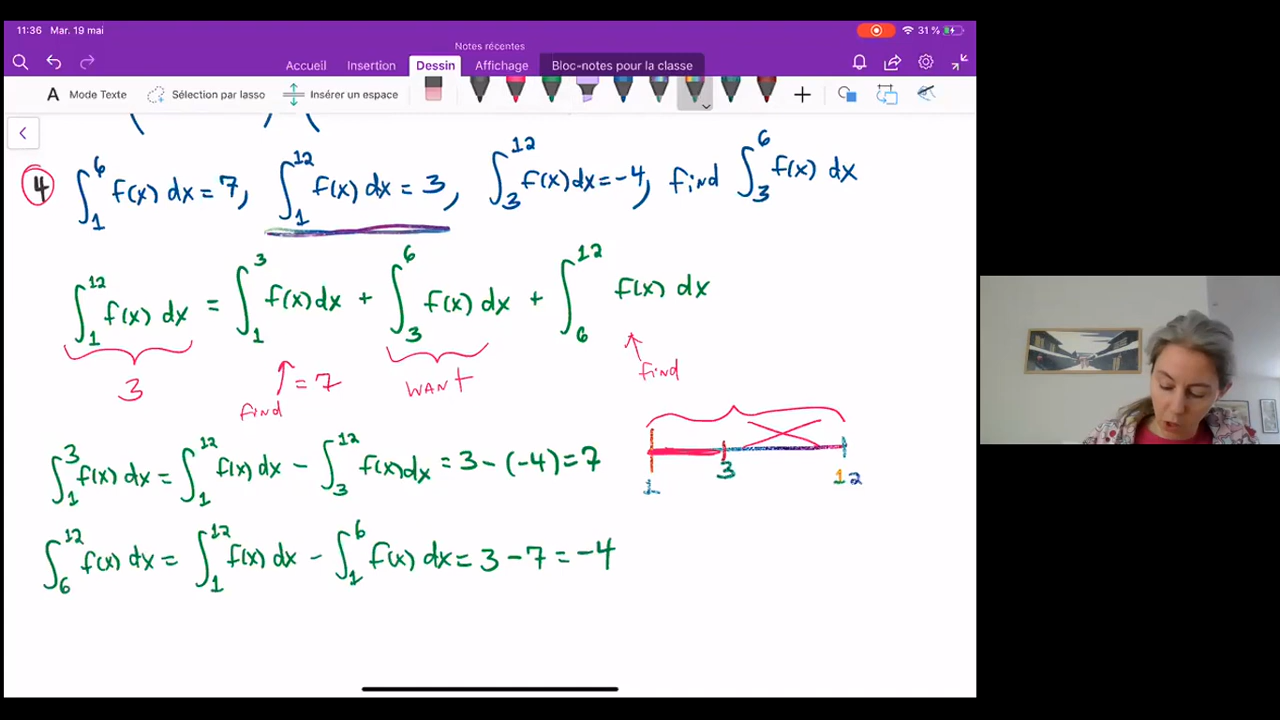 11:36 Mar. 19 mai 31 %
Notes récentes
Accueil Insertion Dessin Affichage Bloc-notes pour la classe
A Mode Texte Sélection par lasso Insérer un espace
4 ∫₁⁶ f(x) dx = 7, ∫₁¹² f(x) dx = 3, ∫₃¹² f(x) dx = -4, find ∫₃⁶ f(x) dx
∫₁¹² f(x) dx = ∫₁³ f(x) dx + ∫₃⁶ f(x) dx + ∫₆¹² f(x) dx
3 find = 7 WANT find
1 3 12
∫₁³ f(x) dx = ∫₁¹² f(x) dx - ∫₃¹² f(x) dx = 3 - (-4) = 7
∫₆¹² f(x) dx = ∫₁¹² f(x) dx - ∫₁⁶ f(x) dx = 3 - 7 = -4